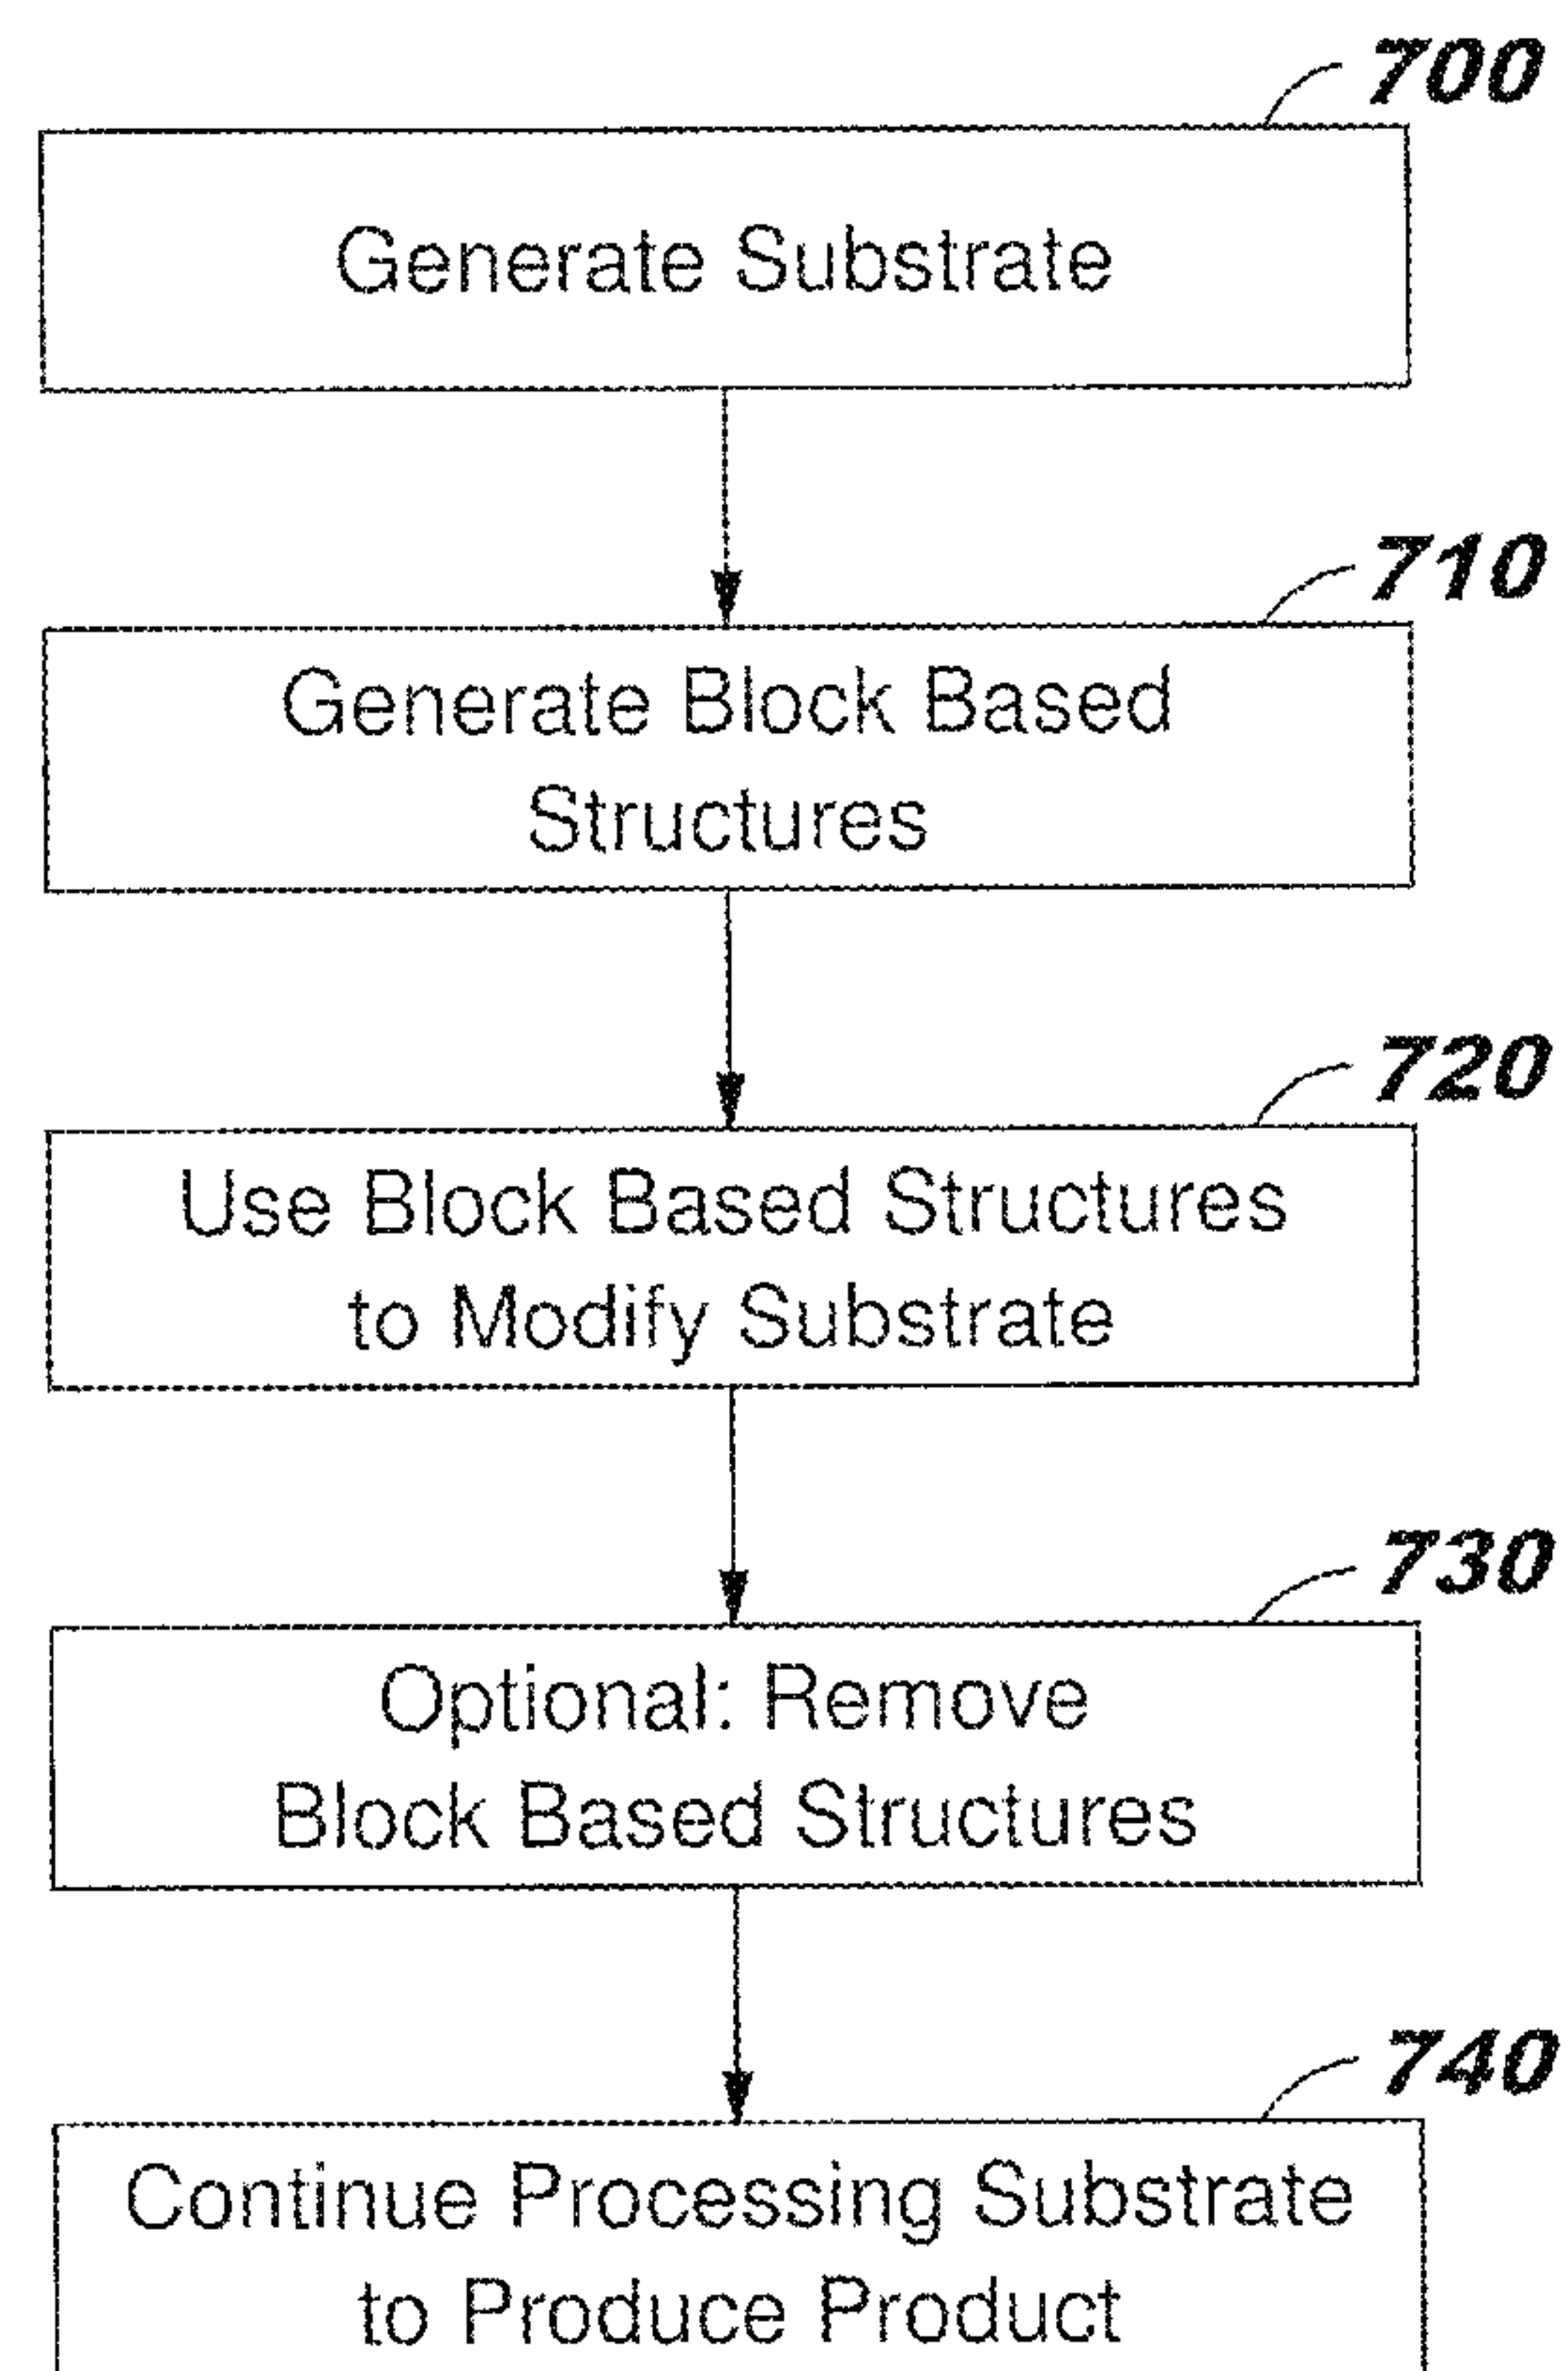 700
Generate Substrate
710
Generate Block Based
Structures
720
Use Block Based Structures
to Modify Substrate
730
Optional: Remove
Block Based Structures
740
Continue Processing Substrate
to Produce Product